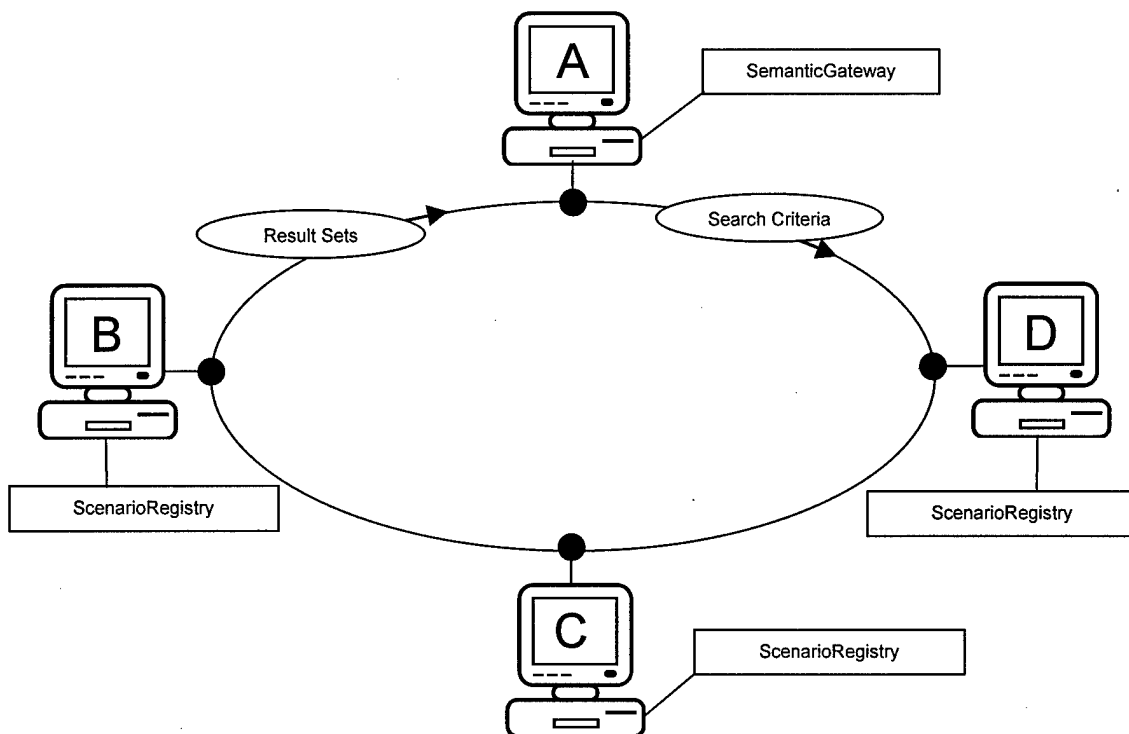 A
SemanticGateway
Result Sets
Search Criteria
B
D
ScenarioRegistry
ScenarioRegistry
C
ScenarioRegistry